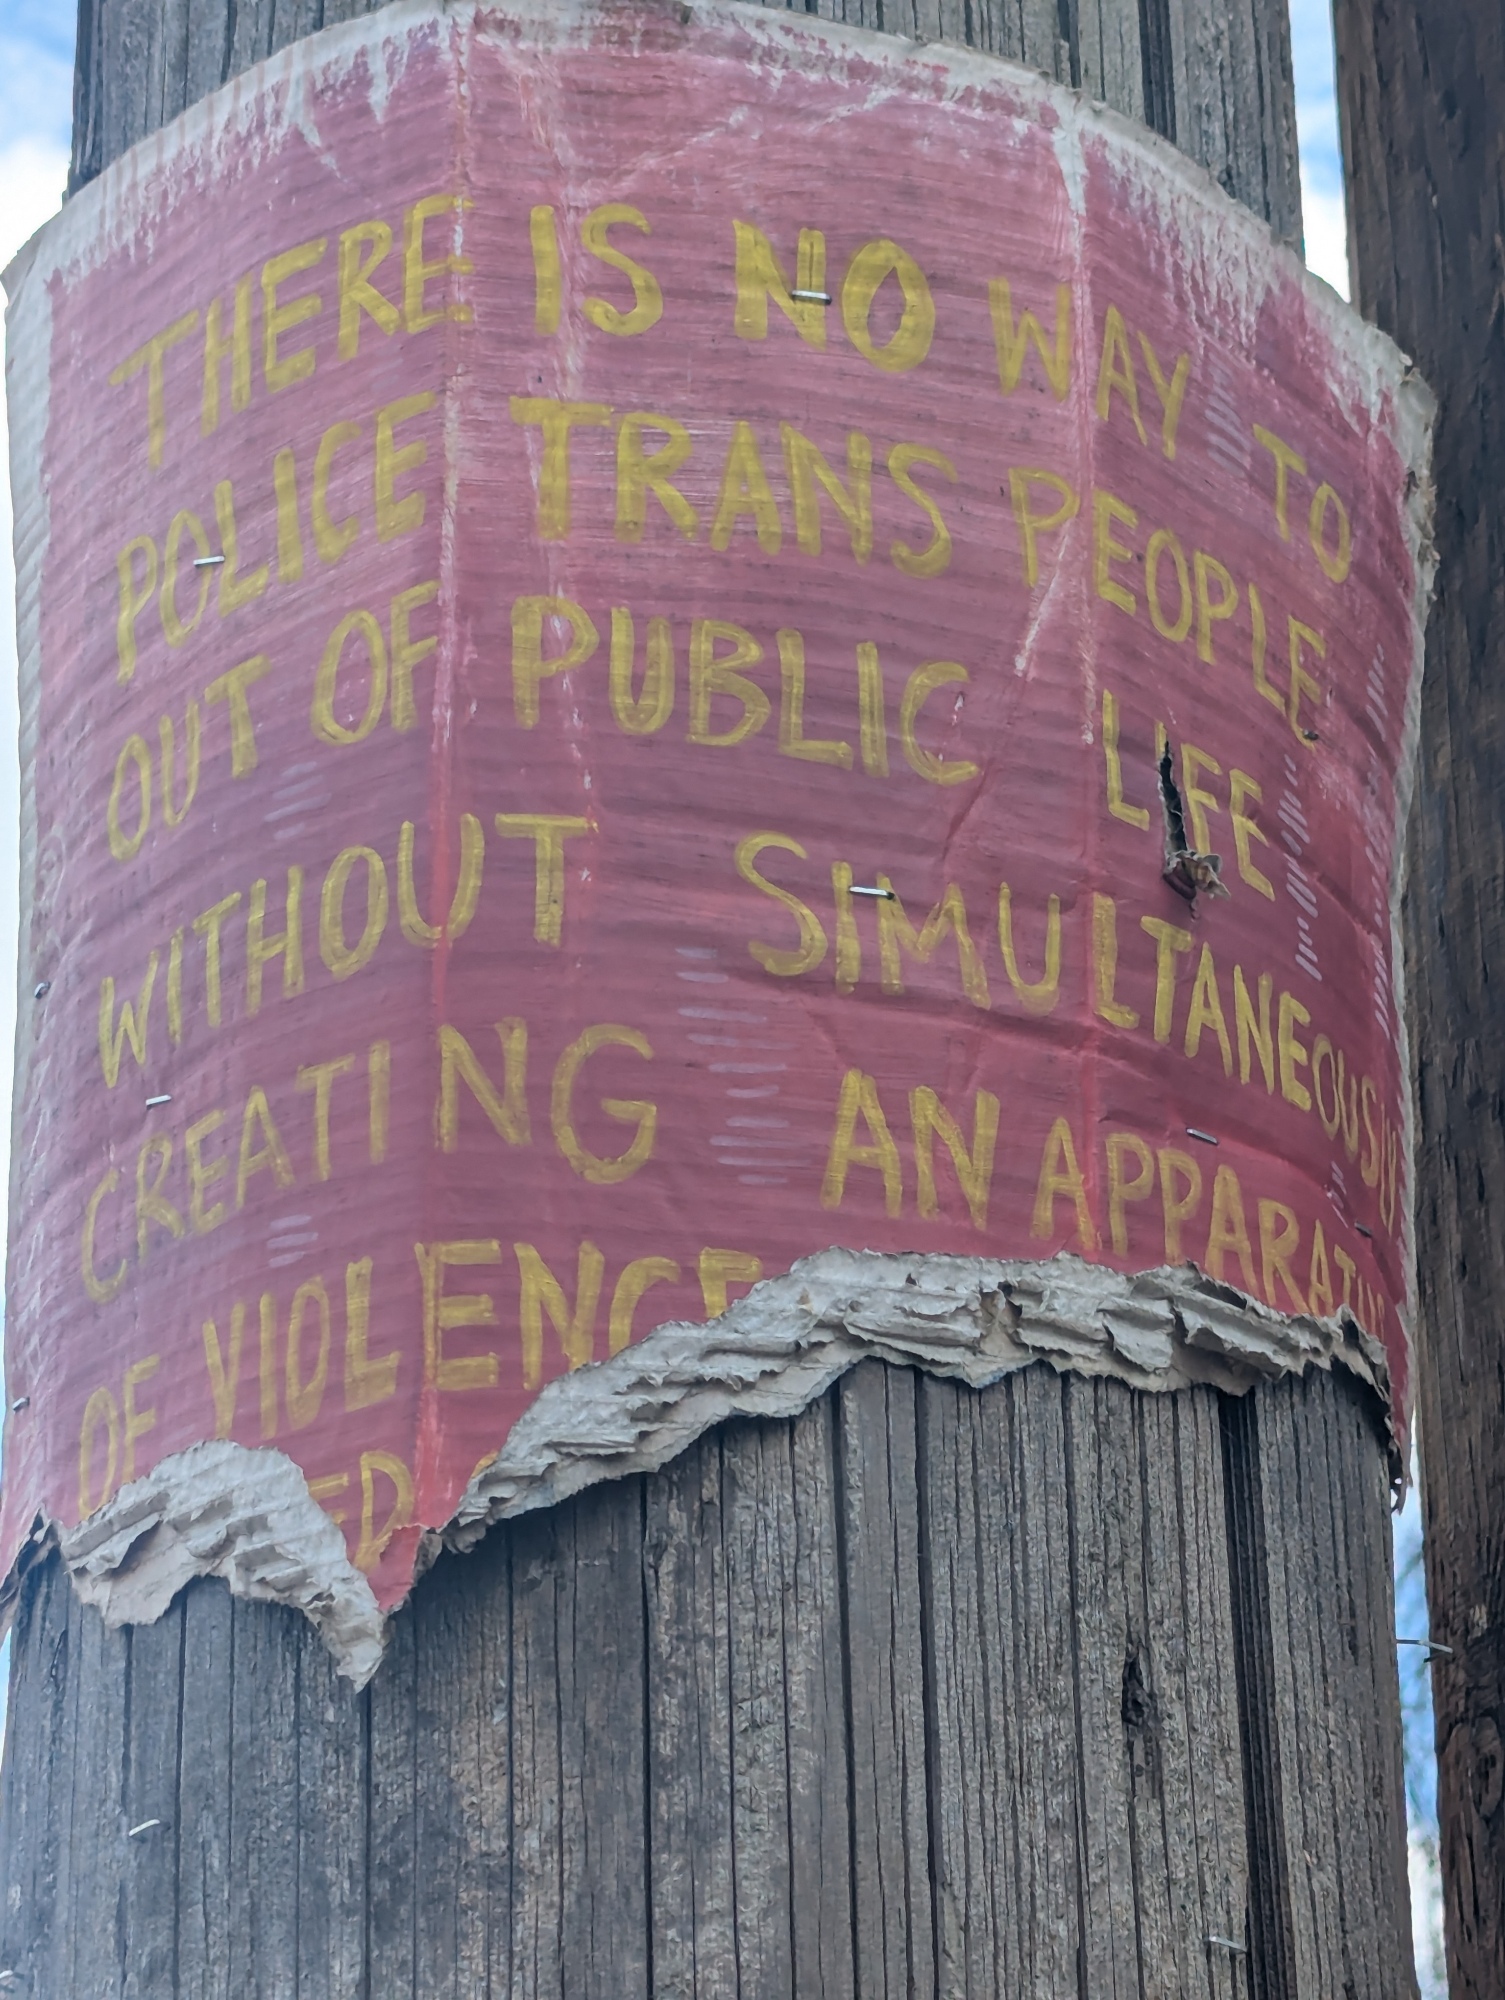 THERE IS NO WAY TO
POLICE TRANS PEOPLE
OUT OF PUBLIC LIFE
WITHOUT SIMULTANEOUSLY
CREATING AN APPARATUS
OF VIOLENCE